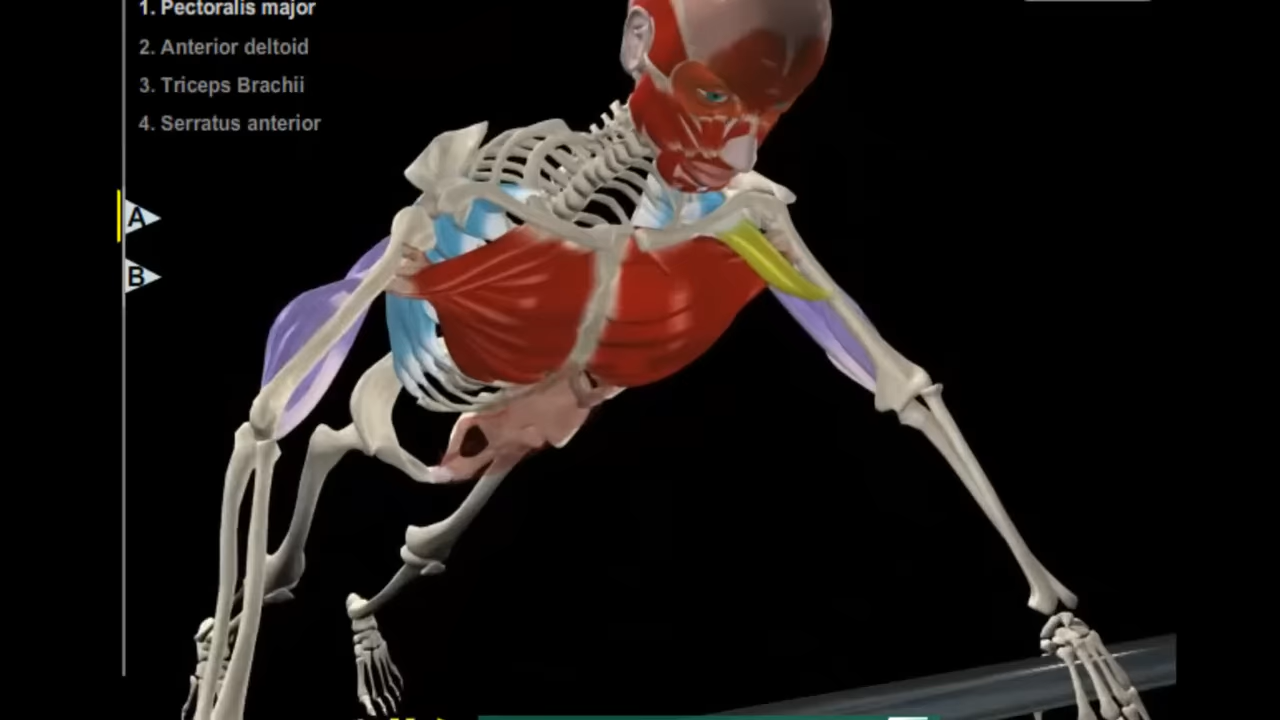 1. Pectoralis major
2. Anterior deltoid
3. Triceps Brachii
4. Serratus anterior
A
B